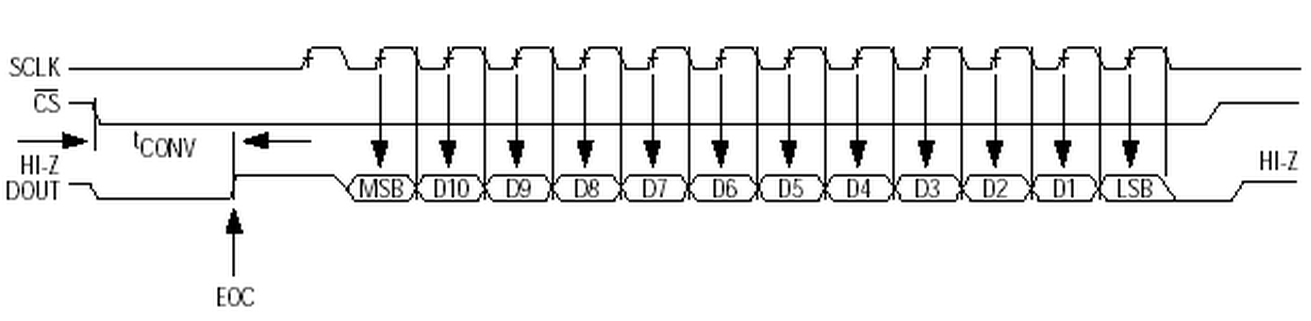 SCLK
CS
tCONV
HI-Z
HI-Z
DOUT MSB D10 D9 D8 D7 D6 D5 D4 D3 D2 D1 LSB
EOC